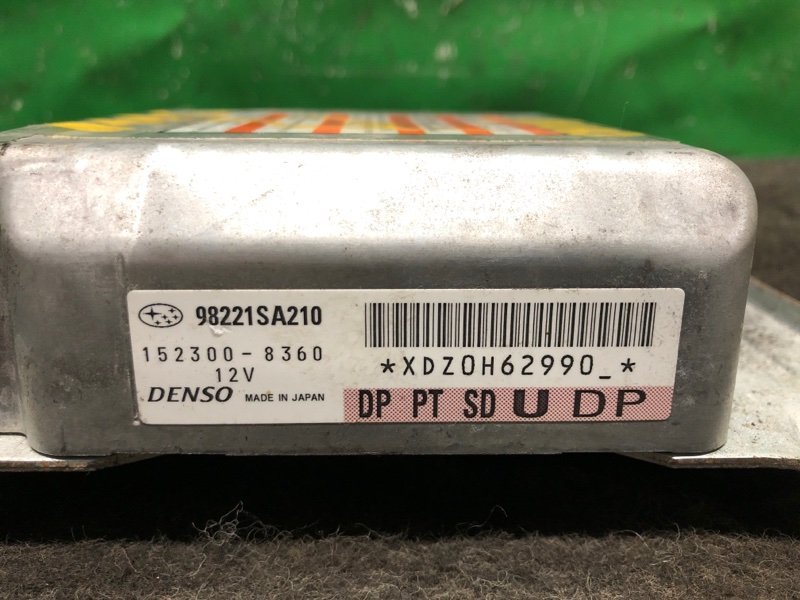 98221SA210
152300-8360
12V
DENSO MADE IN JAPAN
*XDZ0H62990_*
DP PT SD U DP